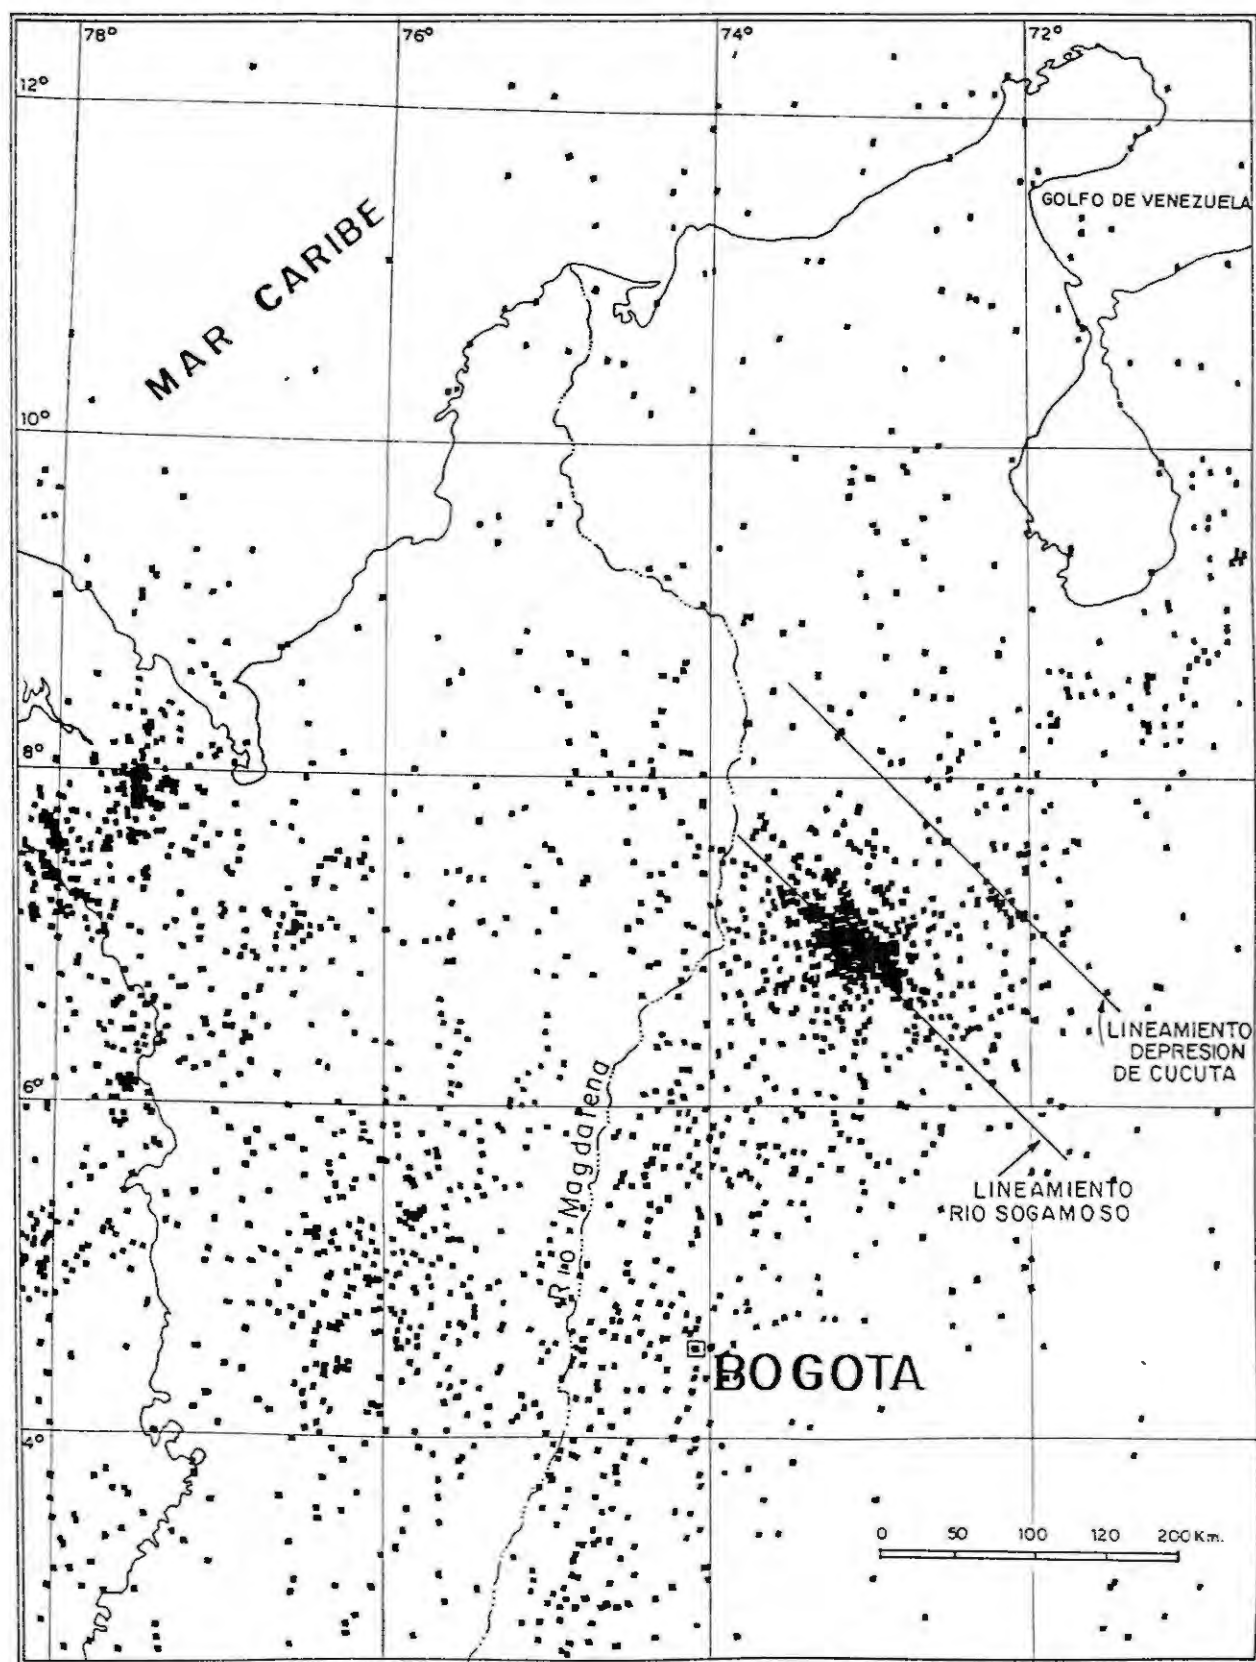 78°
76°
74°
72°
12°
GOLFO DE VENEZUELA
MAR CARIBE
10°
8°
LINEAMIENTO
DEPRESION
DE CUCUTA
6°
Rio Magdalena
LINEAMIENTO
RIO SOGAMOSO
BOGOTA
4°
0 50 100 120 200 Km.